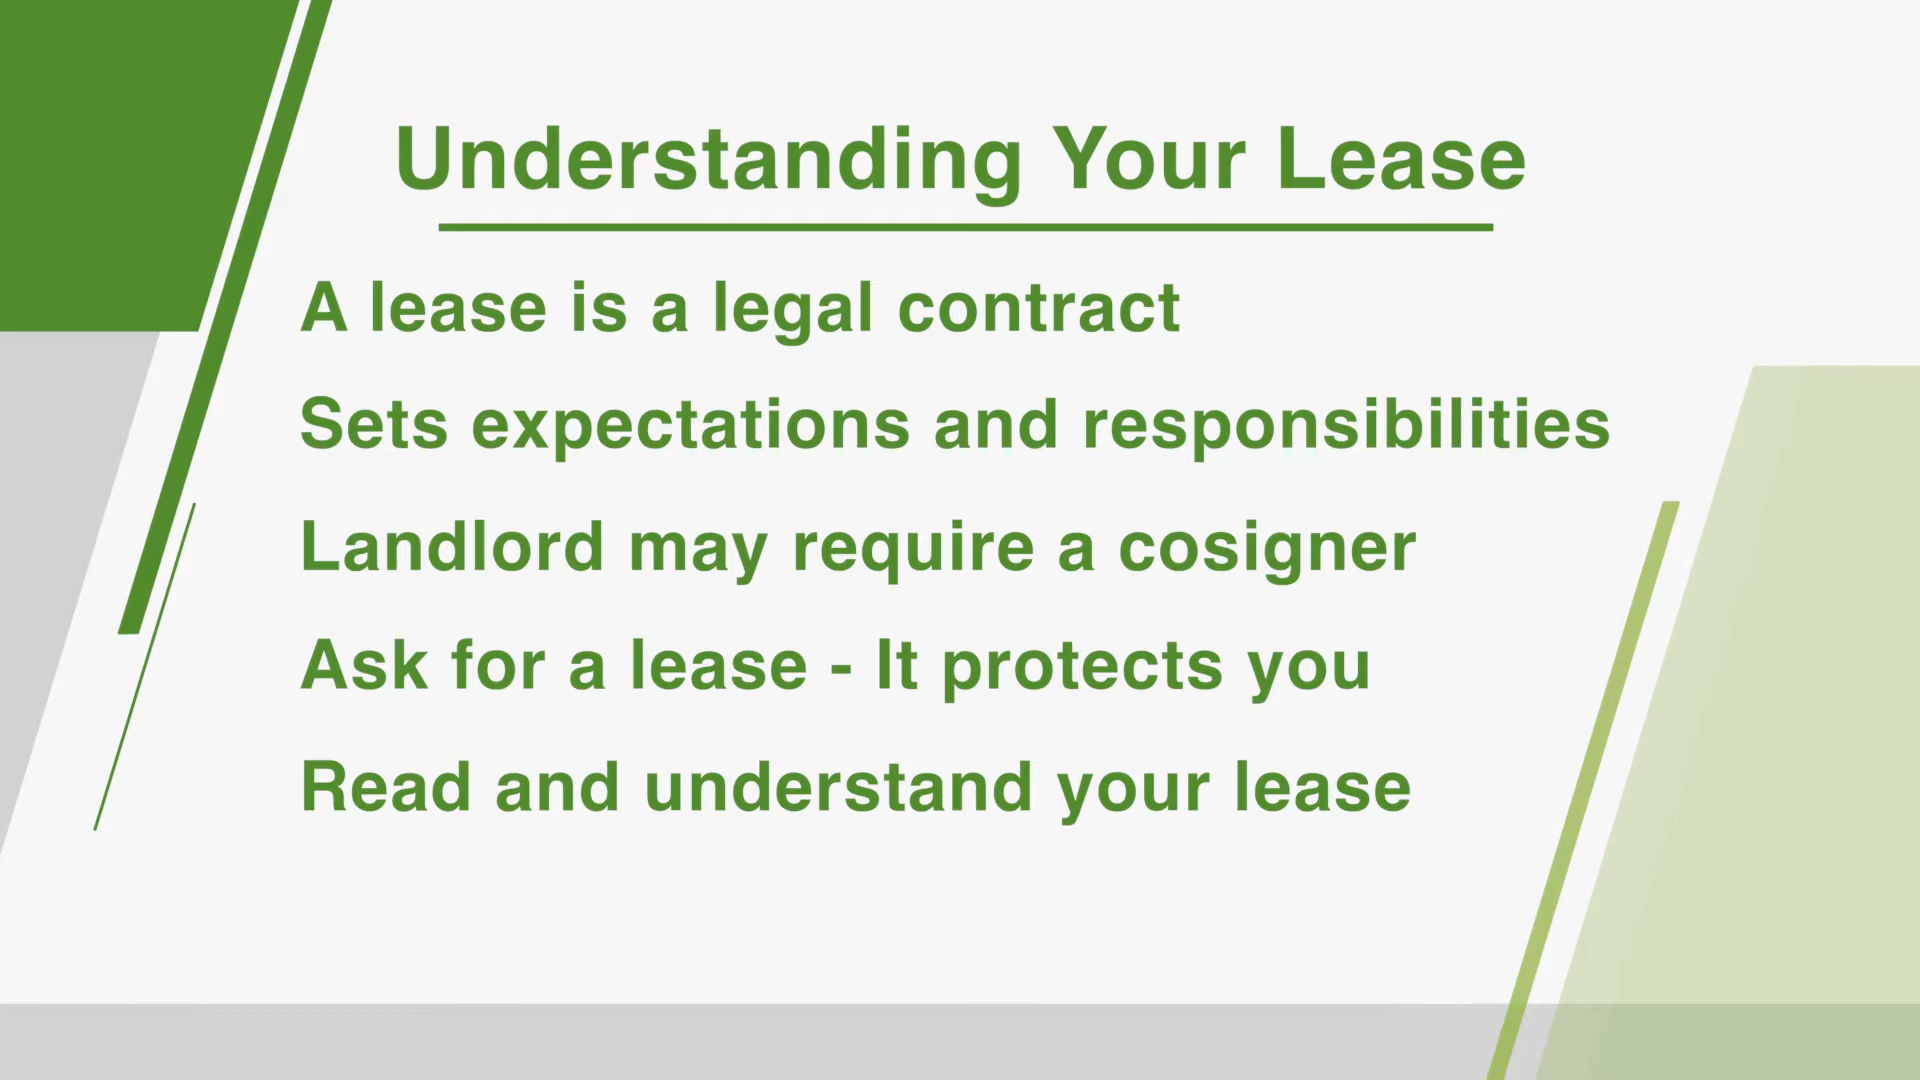 Understanding Your Lease
A lease is a legal contract
Sets expectations and responsibilities
Landlord may require a cosigner
Ask for a lease - It protects you
Read and understand your lease